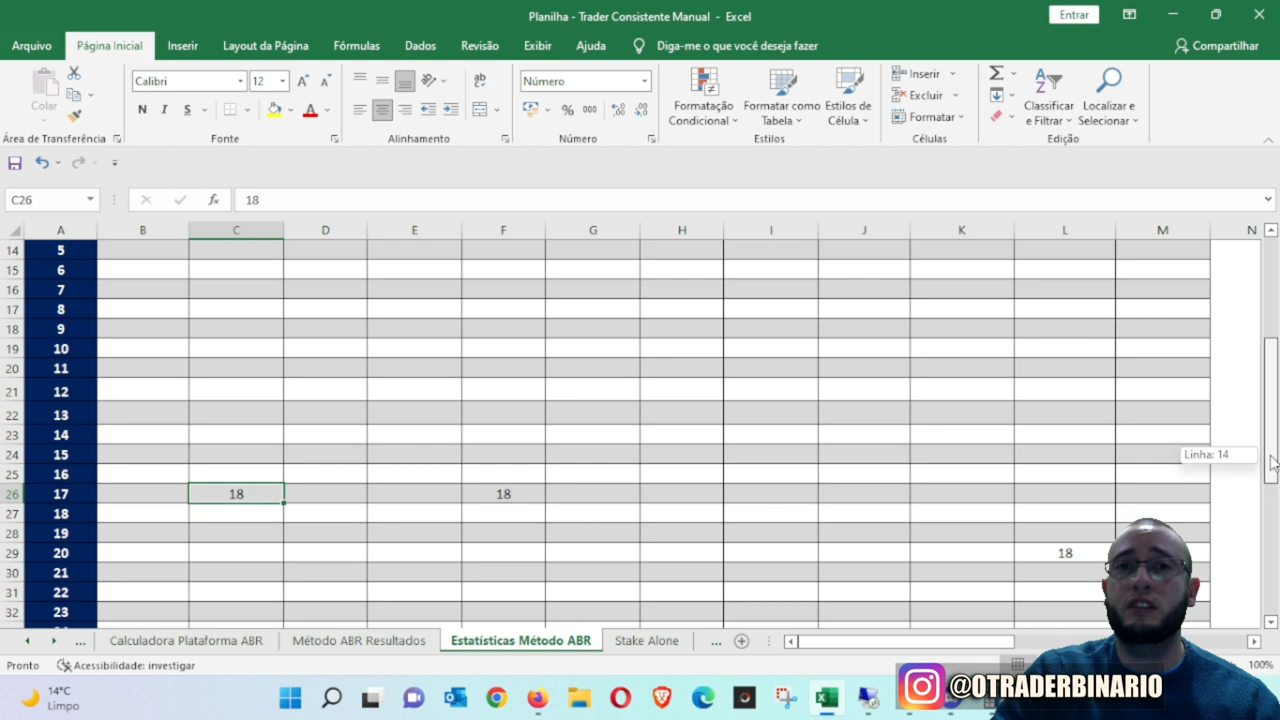 Planilha - Trader Consistente Manual - Excel
Entrar
Arquivo Página Inicial Inserir Layout da Página Fórmulas Dados Revisão Exibir Ajuda Diga-me o que você deseja fazer Compartilhar
Colar
Calibri 12
N I S
ab
Número
% 000
Formatação Condicional
Formatar como Tabela
Estilos de Célula
Inserir
Excluir
Formatar
Classificar e Filtrar
Localizar e Selecionar
Área de Transferência Fonte Alinhamento Número Estilos Células Edição
C26 fx 18
A B C D E F G H I J K L M N
14 5
15 6
16 7
17 8
18 9
19 10
20 11
21 12
22 13
23 14
24 15
Linha: 14
25 16
26 17 18 18
27 18
28 19
29 20 18
30 21
31 22
32 23
... Calculadora Plataforma ABR Método ABR Resultados Estatísticas Método ABR Stake Alone ...
Pronto Acessibilidade: investigar 100%
14°C
Limpo
@OTRADERBINARIO